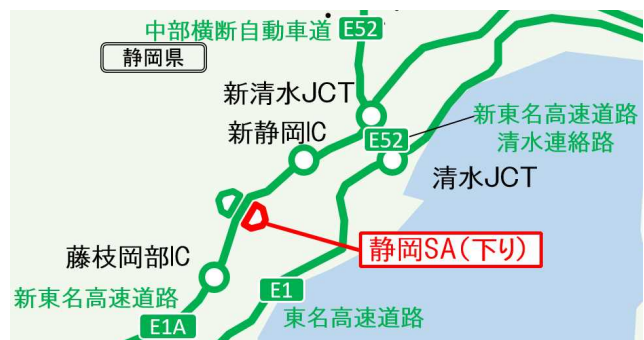 中部横断自動車道
E52
静岡県
新清水JCT
新静岡IC
E52
新東名高速道路
清水連絡路
清水JCT
静岡SA(下り)
藤枝岡部IC
新東名高速道路
E1A
E1
東名高速道路